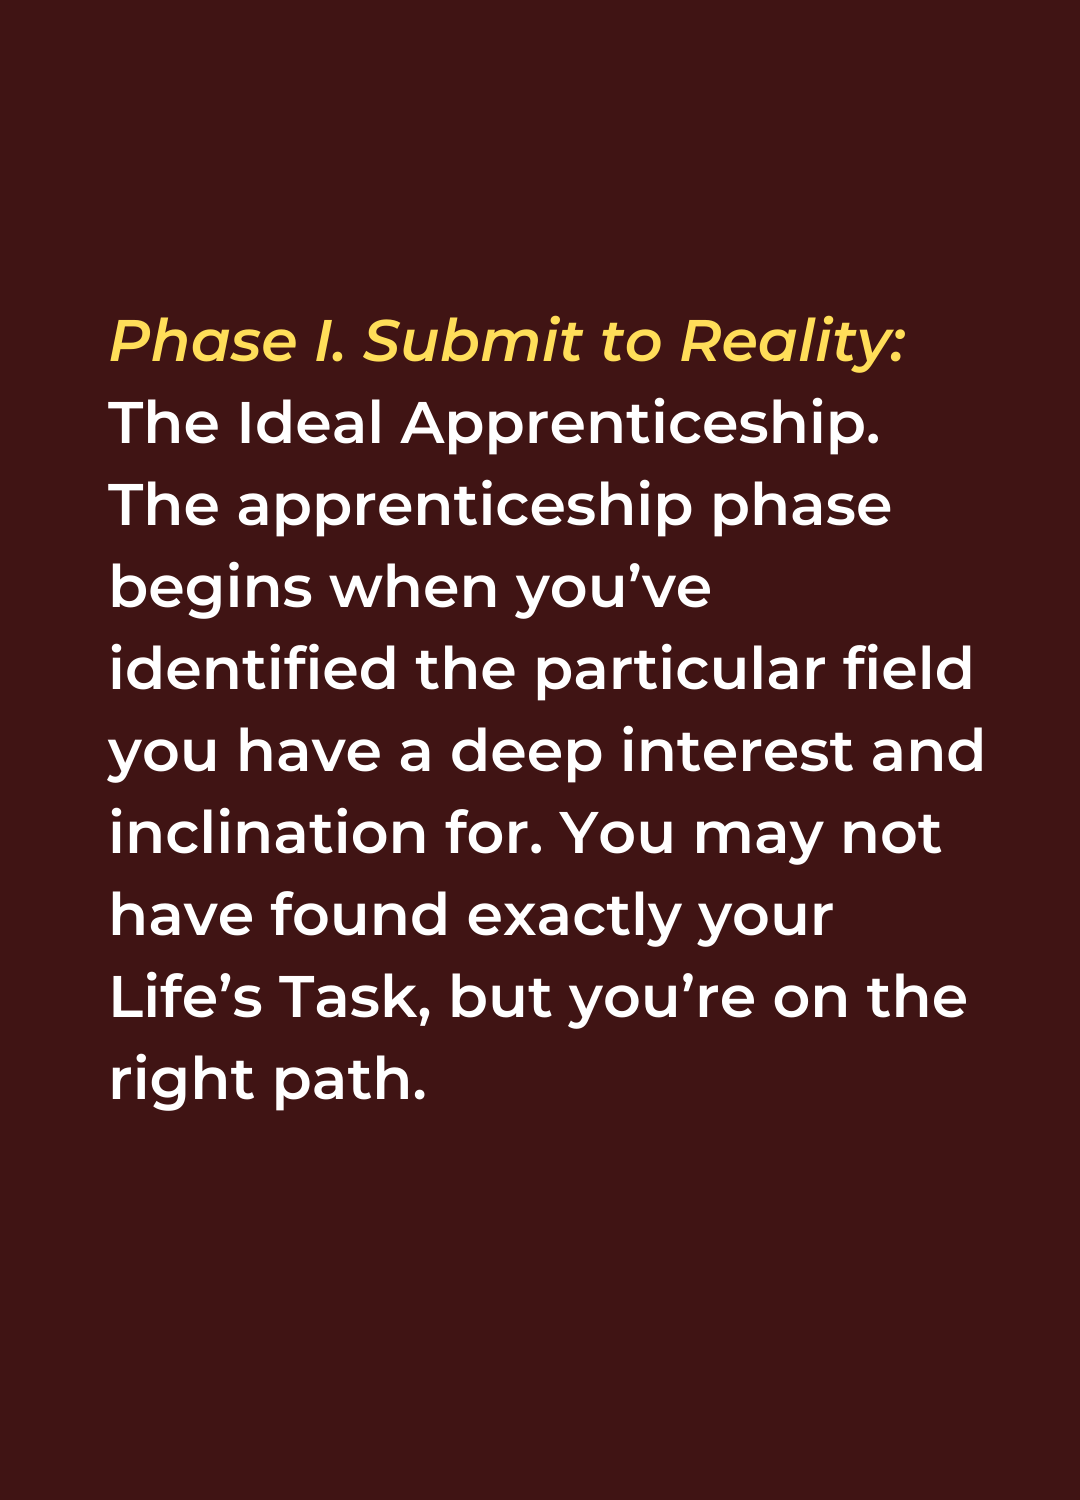 Phase I. Submit to Reality:
The Ideal Apprenticeship.
The apprenticeship phase
begins when you’ve
identified the particular field
you have a deep interest and
inclination for. You may not
have found exactly your
Life’s Task, but you’re on the
right path.